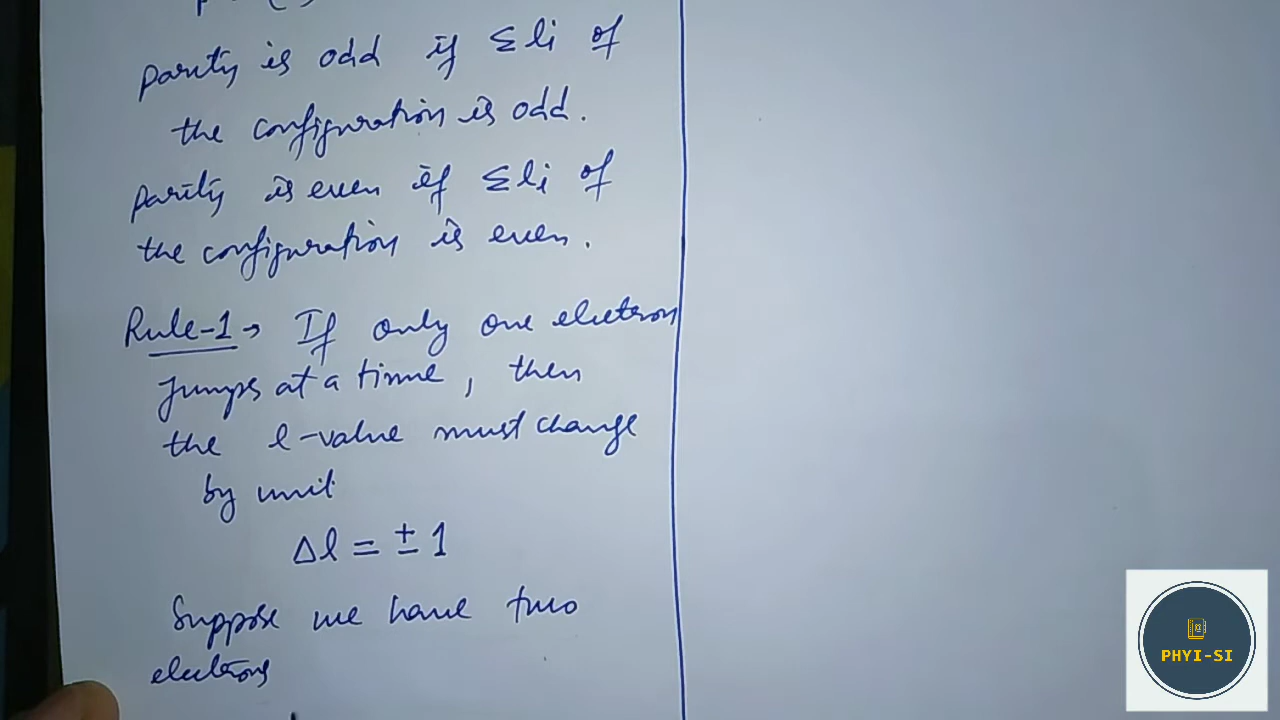 parity is odd if Σli of
the configuration is odd.
parity is even if Σli of
the configuration is even.
Rule-1→ If only one electron
jumps at a time, then
the l-value must change
by unit
Δl = ±1
Suppose we have two
electrons
PHYI-SI